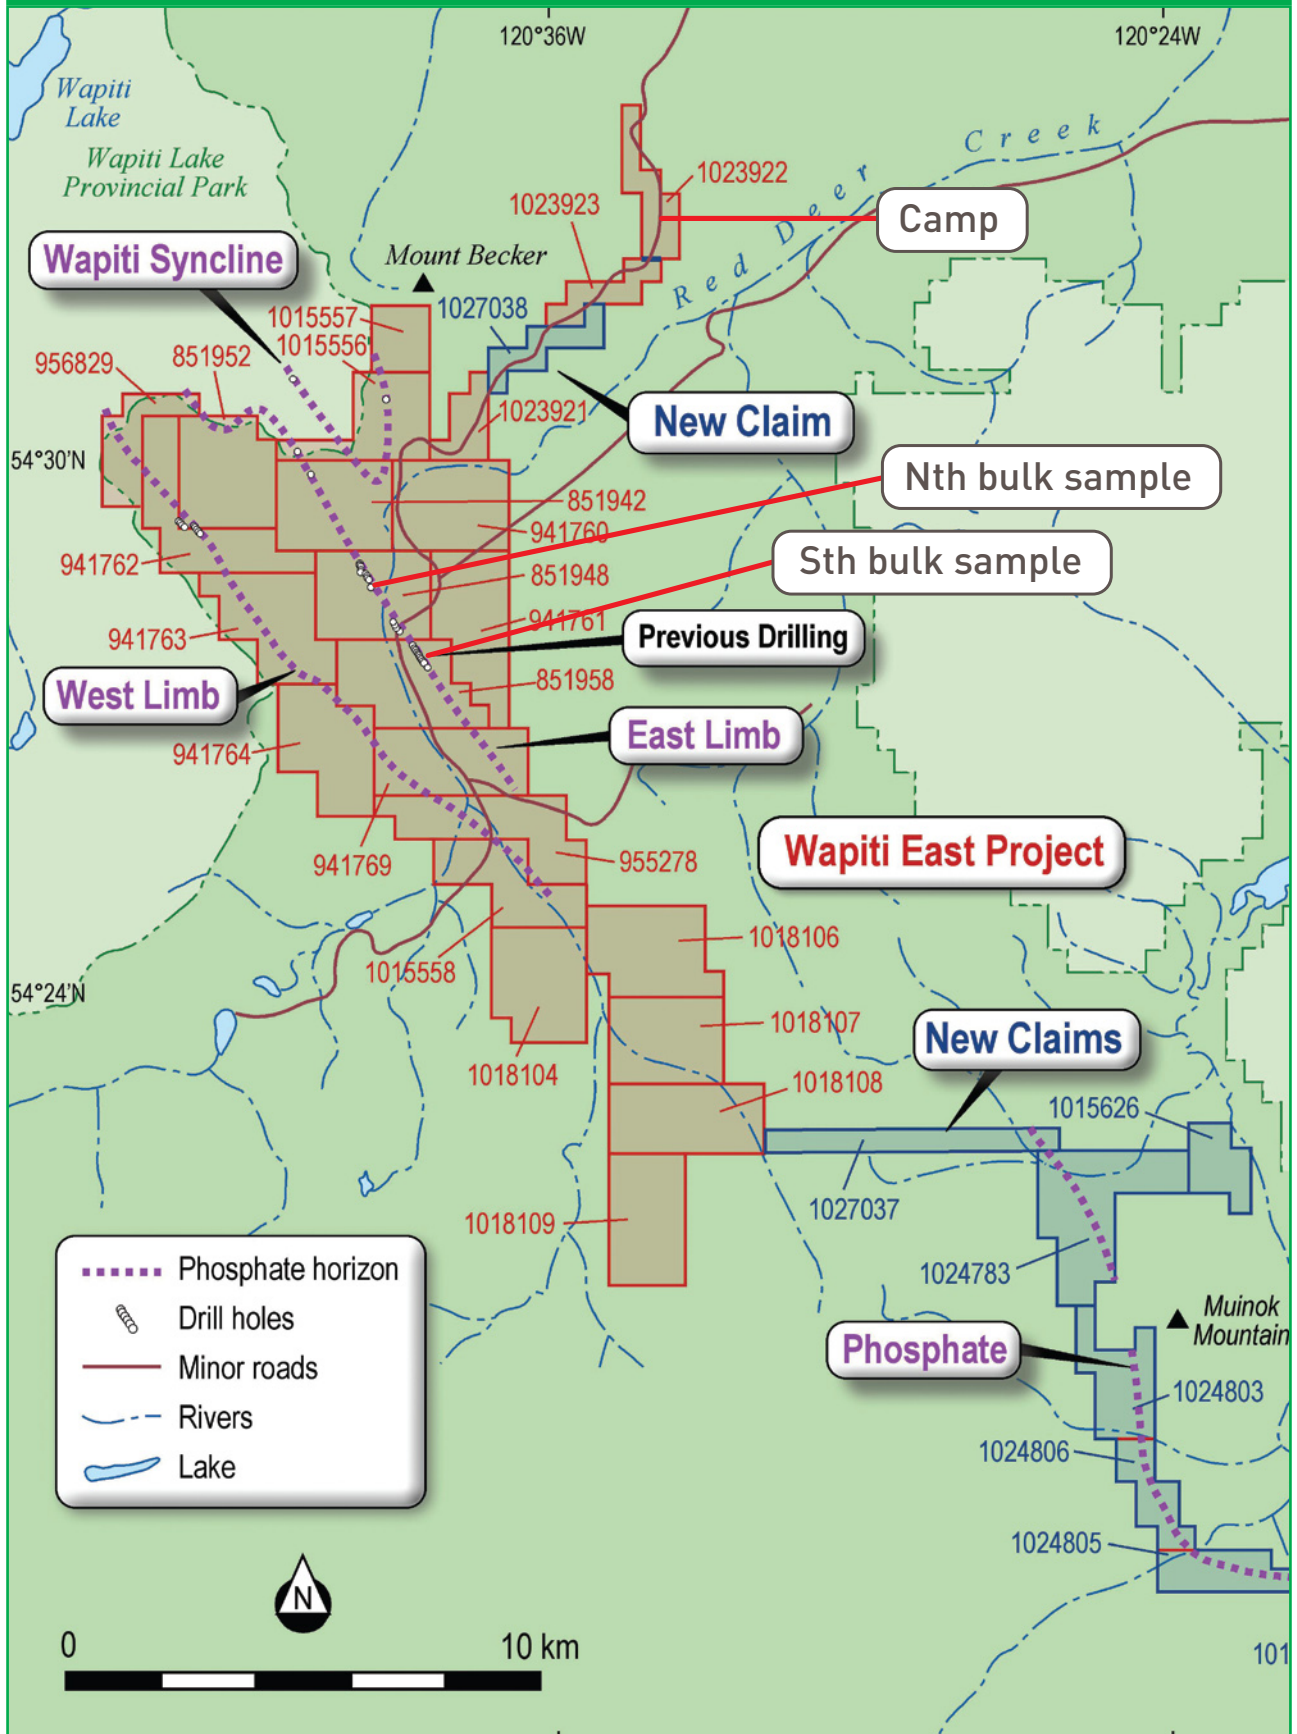 120°36W
120°24W
Wapiti
Lake
Wapiti Lake
Provincial Park
Red Deer Creek
1023922
1023923
Camp
Wapiti Syncline
Mount Becker
1027038
1015557
1015556
851952
956829
1023921
New Claim
54°30'N
Nth bulk sample
851942
941760
Sth bulk sample
941762
851948
941761
941763
Previous Drilling
West Limb
851958
East Limb
941764
Wapiti East Project
941769
955278
1018106
1015558
54°24'N
1018107
New Claims
1018104
1018108
1015626
1027037
1018109
1024783
Phosphate horizon
Drill holes
Minor roads
Rivers
Lake
Muinok
Mountain
Phosphate
1024803
1024806
1024805
N
0
10 km
101